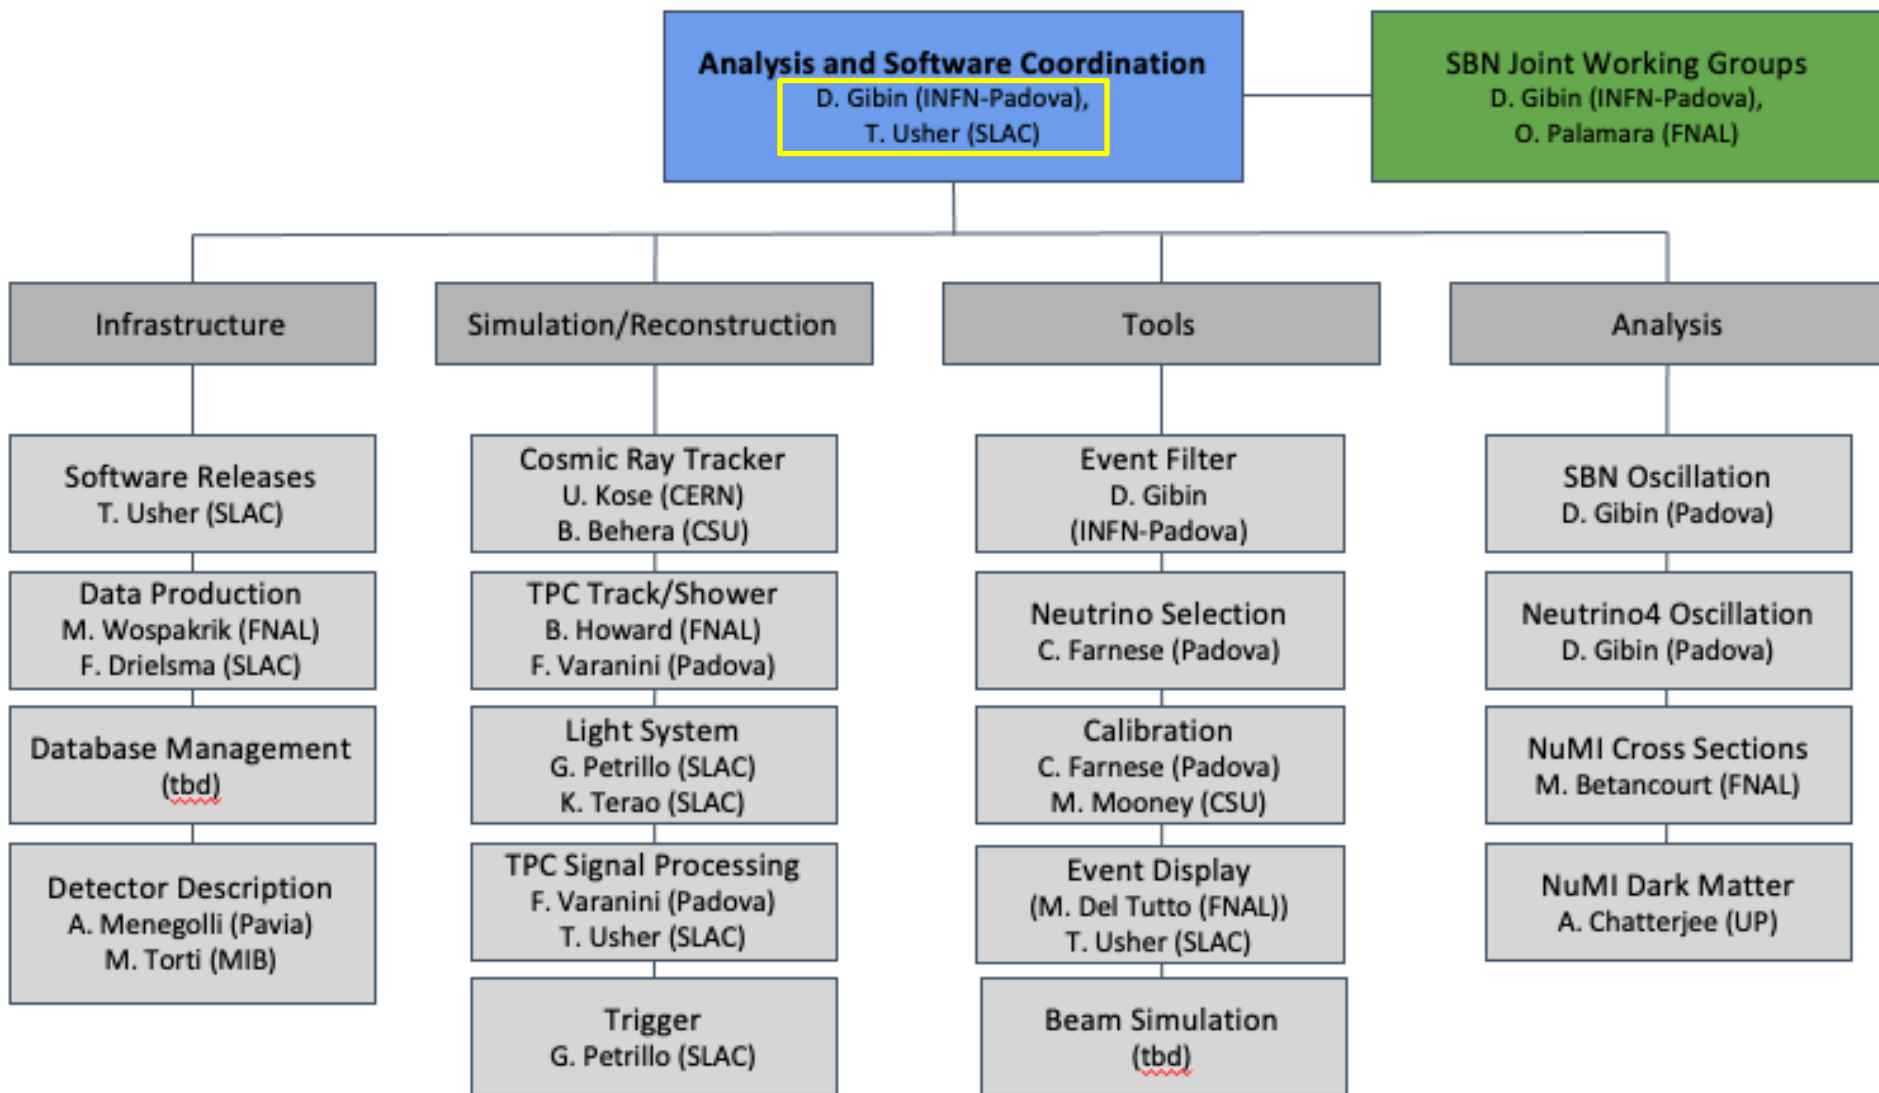 Analysis and Software Coordination
D. Gibin (INFN-Padova),
T. Usher (SLAC)
SBN Joint Working Groups
D. Gibin (INFN-Padova),
O. Palamara (FNAL)
Infrastructure
Software Releases
T. Usher (SLAC)
Data Production
M. Wospakrik (FNAL)
F. Drielsma (SLAC)
Database Management
(tbd)
Detector Description
A. Menegolli (Pavia)
M. Torti (MIB)
Simulation/Reconstruction
Cosmic Ray Tracker
U. Kose (CERN)
B. Behera (CSU)
TPC Track/Shower
B. Howard (FNAL)
F. Varanini (Padova)
Light System
G. Petrillo (SLAC)
K. Terao (SLAC)
TPC Signal Processing
F. Varanini (Padova)
T. Usher (SLAC)
Trigger
G. Petrillo (SLAC)
Tools
Event Filter
D. Gibin
(INFN-Padova)
Neutrino Selection
C. Farnese (Padova)
Calibration
C. Farnese (Padova)
M. Mooney (CSU)
Event Display
(M. Del Tutto (FNAL))
T. Usher (SLAC)
Beam Simulation
(tbd)
Analysis
SBN Oscillation
D. Gibin (Padova)
Neutrino4 Oscillation
D. Gibin (Padova)
NuMI Cross Sections
M. Betancourt (FNAL)
NuMI Dark Matter
A. Chatterjee (UP)